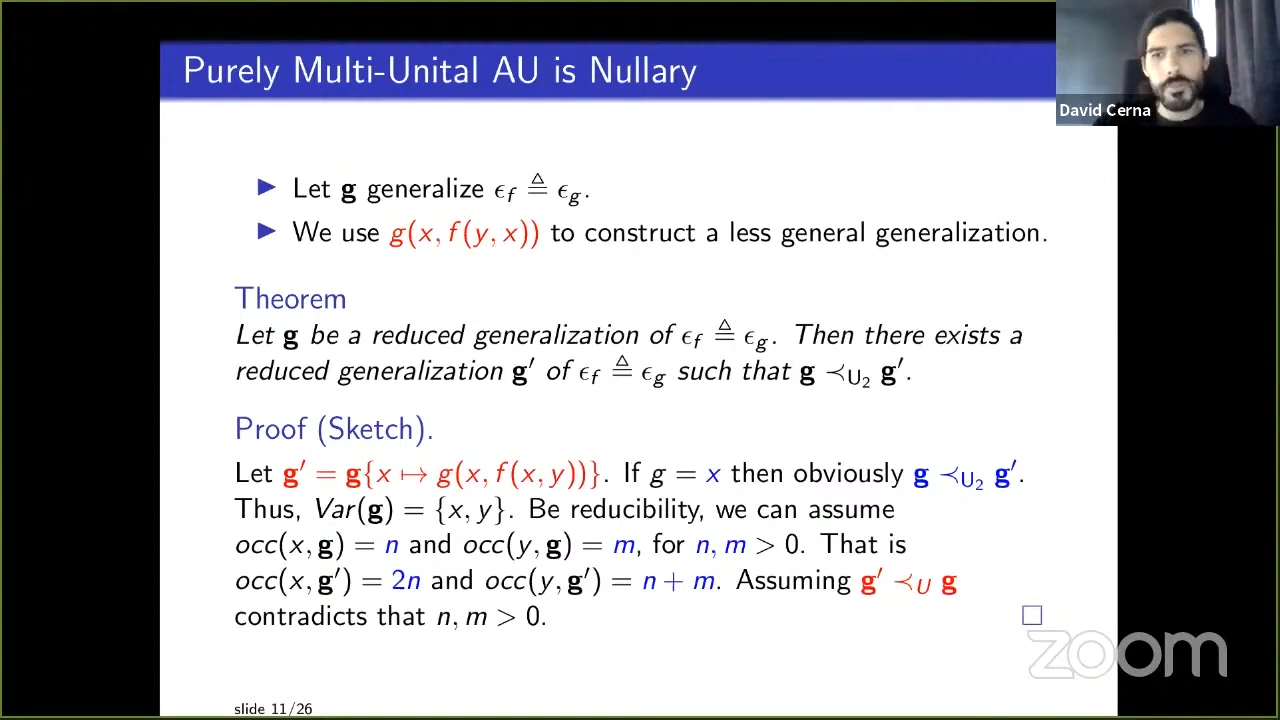 Purely Multi-Unital AU is Nullary
David Cerna
▶ Let g generalize ϵ_f ≜ ϵ_g.
▶ We use g(x, f(y, x)) to construct a less general generalization.
Theorem
Let g be a reduced generalization of ϵ_f ≜ ϵ_g. Then there exists a
reduced generalization g′ of ϵ_f ≜ ϵ_g such that g ≺_U₂ g′.
Proof (Sketch).
Let g′ = g{x ↦ g(x, f(x, y))}. If g = x then obviously g ≺_U₂ g′.
Thus, Var(g) = {x, y}. Be reducibility, we can assume
occ(x, g) = n and occ(y, g) = m, for n, m > 0. That is
occ(x, g′) = 2n and occ(y, g′) = n + m. Assuming g′ ≺_U g
contradicts that n, m > 0. □
zoom
slide 11/26